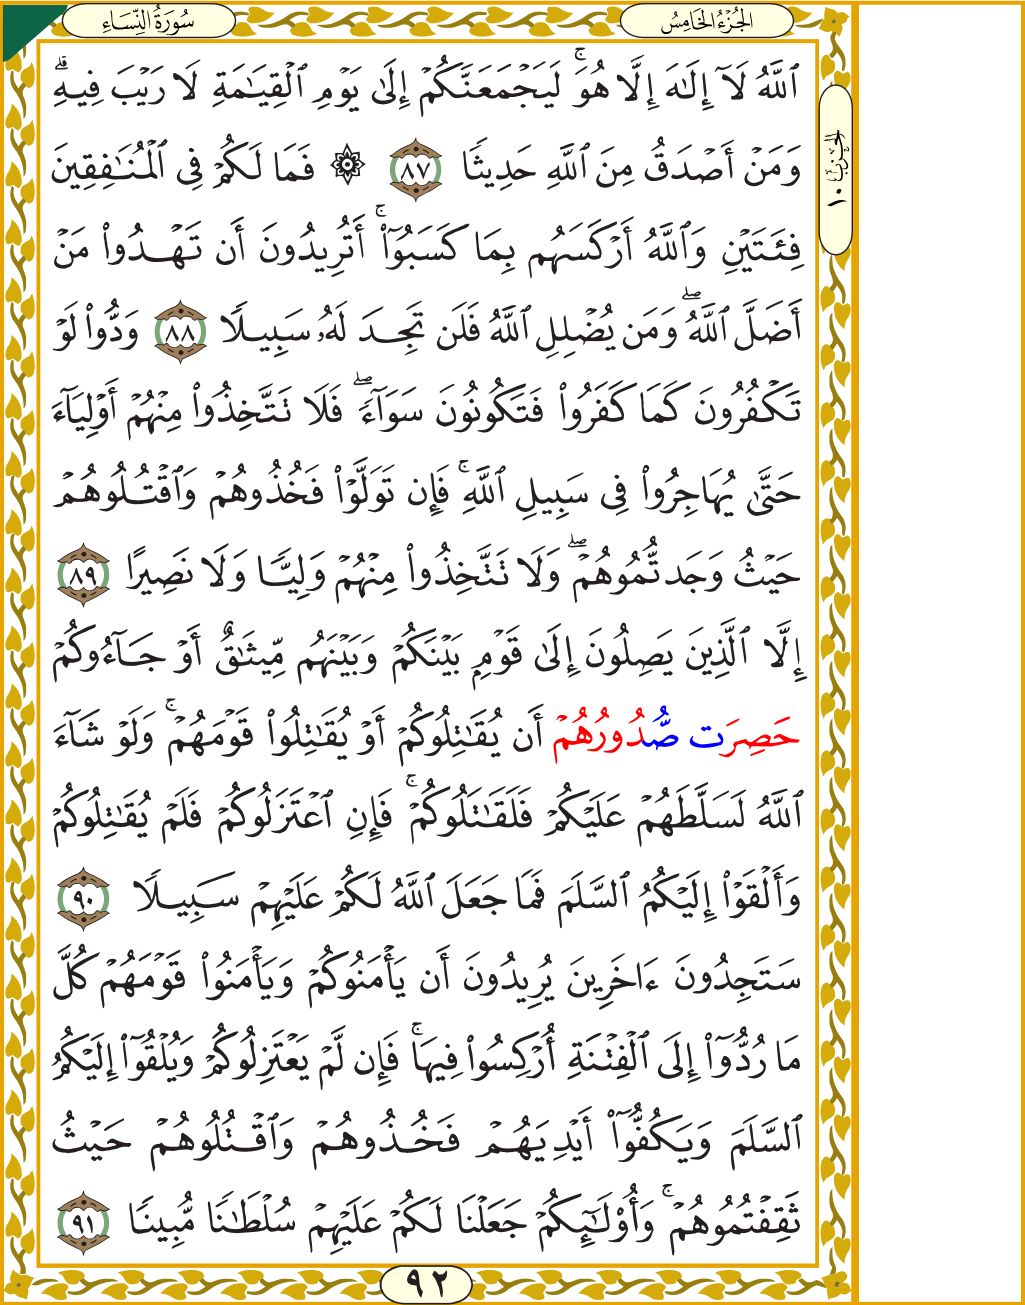 سُورَةُ النِّسَاءِ
الجُزْءُ الخَامِسُ
ٱللَّهُ لَآ إِلَٰهَ إِلَّا هُوَۚ لَيَجْمَعَنَّكُمْ إِلَىٰ يَوْمِ ٱلْقِيَٰمَةِ لَا رَيْبَ فِيهِۗ
وَمَنْ أَصْدَقُ مِنَ ٱللَّهِ حَدِيثًا ٨٧ ۞ فَمَا لَكُمْ فِى ٱلْمُنَٰفِقِينَ
فِئَتَيْنِ وَٱللَّهُ أَرْكَسَهُم بِمَا كَسَبُوٓا۟ۚ أَتُرِيدُونَ أَن تَهْدُوا۟ مَنْ
أَضَلَّ ٱللَّهُۖ وَمَن يُضْلِلِ ٱللَّهُ فَلَن تَجِدَ لَهُۥ سَبِيلًا ٨٨ وَدُّوا۟ لَوْ
تَكْفُرُونَ كَمَا كَفَرُوا۟ فَتَكُونُونَ سَوَآءًۖ فَلَا تَتَّخِذُوا۟ مِنْهُمْ أَوْلِيَآءَ
حَتَّىٰ يُهَاجِرُوا۟ فِى سَبِيلِ ٱللَّهِۚ فَإِن تَوَلَّوْا۟ فَخُذُوهُمْ وَٱقْتُلُوهُمْ
حَيْثُ وَجَدتُّمُوهُمْۖ وَلَا تَتَّخِذُوا۟ مِنْهُمْ وَلِيًّا وَلَا نَصِيرًا ٨٩
إِلَّا ٱلَّذِينَ يَصِلُونَ إِلَىٰ قَوْمٍۭ بَيْنَكُمْ وَبَيْنَهُم مِّيثَٰقٌ أَوْ جَآءُوكُمْ
حَصِرَت صُّدُورُهُمْ أَن يُقَٰتِلُوكُمْ أَوْ يُقَٰتِلُوا۟ قَوْمَهُمْۚ وَلَوْ شَآءَ
ٱللَّهُ لَسَلَّطَهُمْ عَلَيْكُمْ فَلَقَٰتَلُوكُمْۚ فَإِنِ ٱعْتَزَلُوكُمْ فَلَمْ يُقَٰتِلُوكُمْ
وَأَلْقَوْا۟ إِلَيْكُمُ ٱلسَّلَمَ فَمَا جَعَلَ ٱللَّهُ لَكُمْ عَلَيْهِمْ سَبِيلًا ٩٠
سَتَجِدُونَ ءَاخَرِينَ يُرِيدُونَ أَن يَأْمَنُوكُمْ وَيَأْمَنُوا۟ قَوْمَهُمْ كُلَّ
مَا رُدُّوٓا۟ إِلَى ٱلْفِتْنَةِ أُرْكِسُوا۟ فِيهَاۚ فَإِن لَّمْ يَعْتَزِلُوكُمْ وَيُلْقُوٓا۟ إِلَيْكُمُ
ٱلسَّلَمَ وَيَكُفُّوٓا۟ أَيْدِيَهُمْ فَخُذُوهُمْ وَٱقْتُلُوهُمْ حَيْثُ
ثَقِفْتُمُوهُمْۚ وَأُو۟لَٰٓئِكُمْ جَعَلْنَا لَكُمْ عَلَيْهِمْ سُلْطَٰنًا مُّبِينًا ٩١
الحِزْبُ ١٠
٩٢